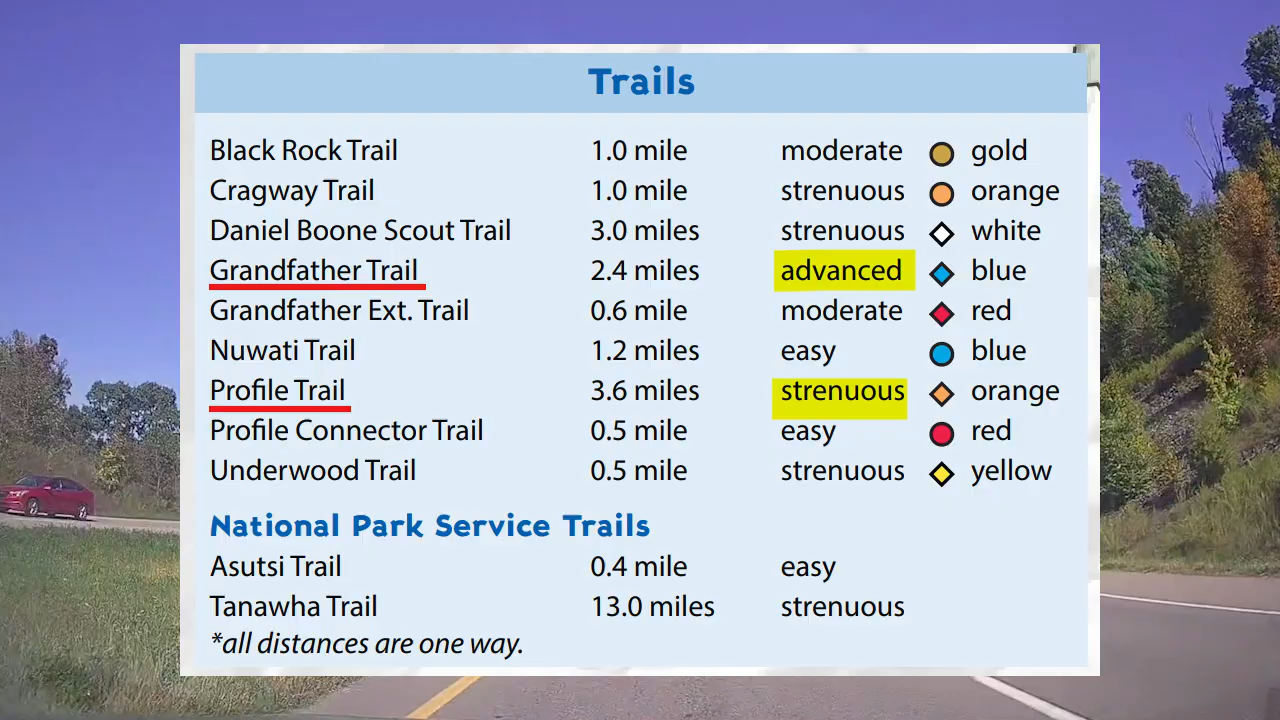 Trails
Black Rock Trail 1.0 mile moderate gold
Cragway Trail 1.0 mile strenuous orange
Daniel Boone Scout Trail 3.0 miles strenuous white
Grandfather Trail 2.4 miles advanced blue
Grandfather Ext. Trail 0.6 mile moderate red
Nuwati Trail 1.2 miles easy blue
Profile Trail 3.6 miles strenuous orange
Profile Connector Trail 0.5 mile easy red
Underwood Trail 0.5 mile strenuous yellow
National Park Service Trails
Asutsi Trail 0.4 mile easy
Tanawha Trail 13.0 miles strenuous
*all distances are one way.